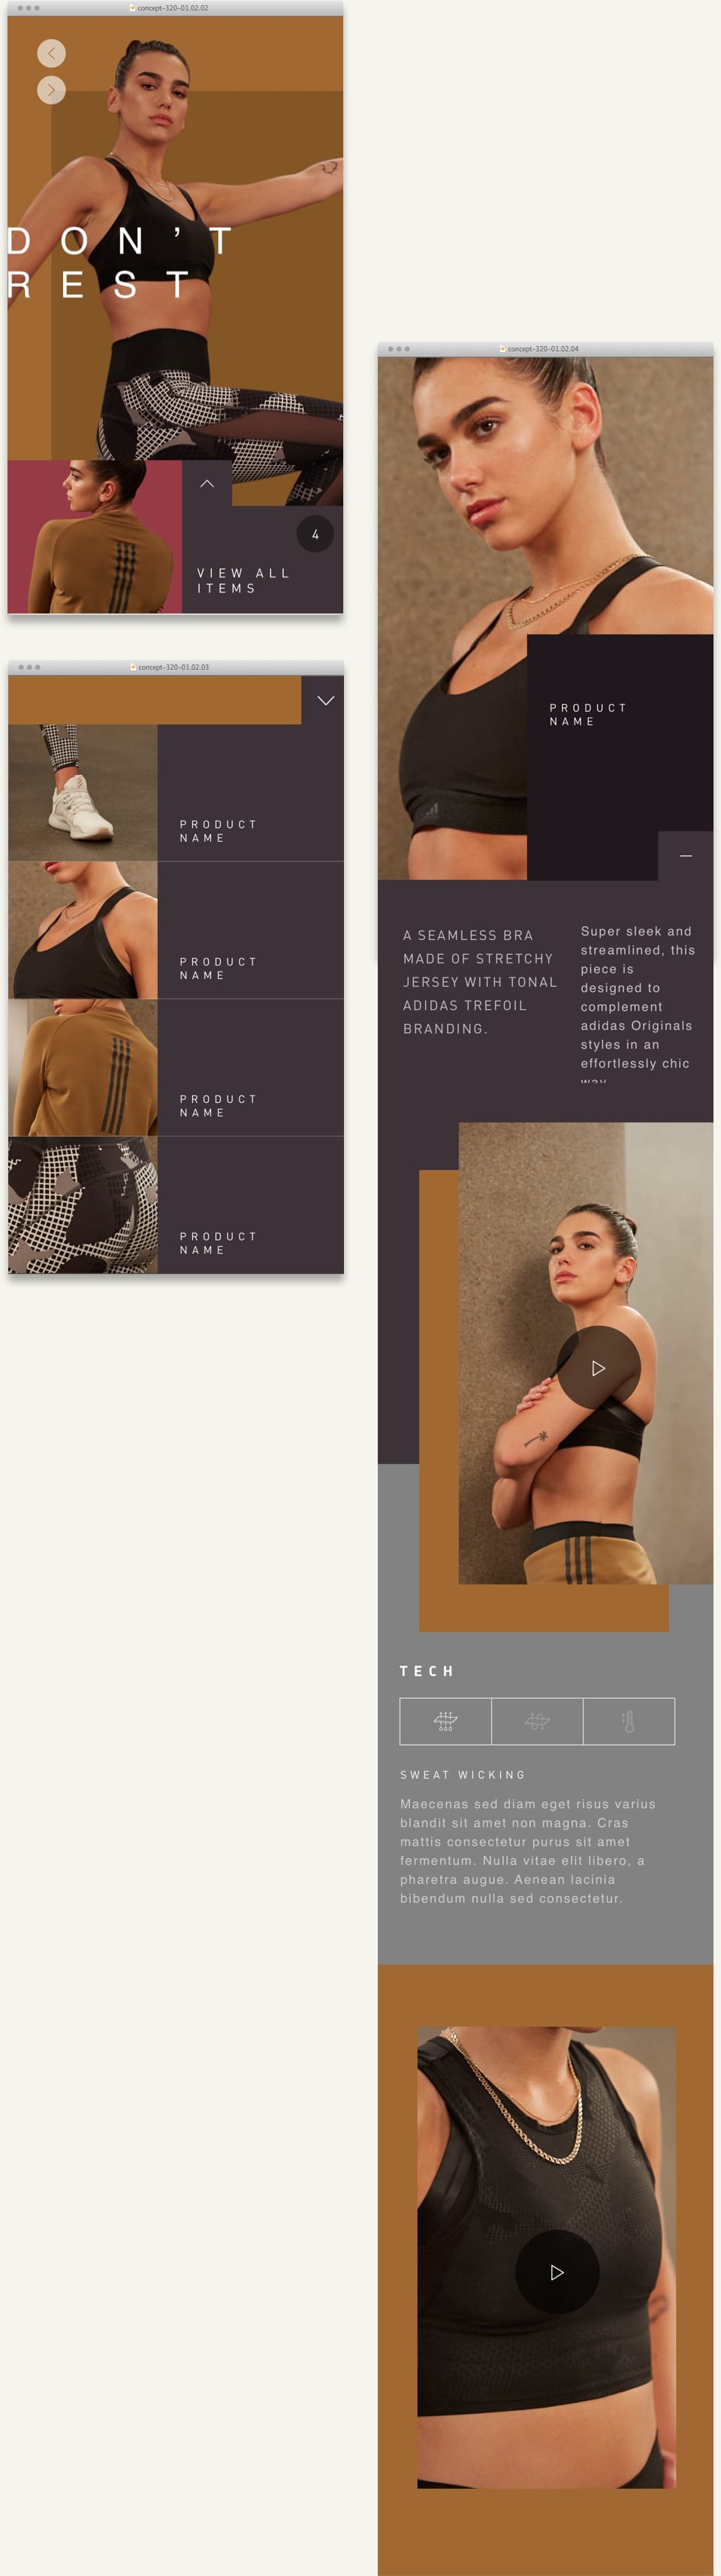 concept-320-01.02.02
DON’T
REST
4
VIEW ALL
ITEMS
concept-320-01.02.03
PRODUCT
NAME
PRODUCT
NAME
PRODUCT
NAME
PRODUCT
NAME
concept-320-01.02.04
PRODUCT
NAME
A SEAMLESS BRA
MADE OF STRETCHY
JERSEY WITH TONAL
ADIDAS TREFOIL
BRANDING.
Super sleek and
streamlined, this
piece is
designed to
complement
adidas Originals
styles in an
effortlessly chic
way
TECH
SWEAT WICKING
Maecenas sed diam eget risus varius
blandit sit amet non magna. Cras
mattis consectetur purus sit amet
fermentum. Nulla vitae elit libero, a
pharetra augue. Aenean lacinia
bibendum nulla sed consectetur.